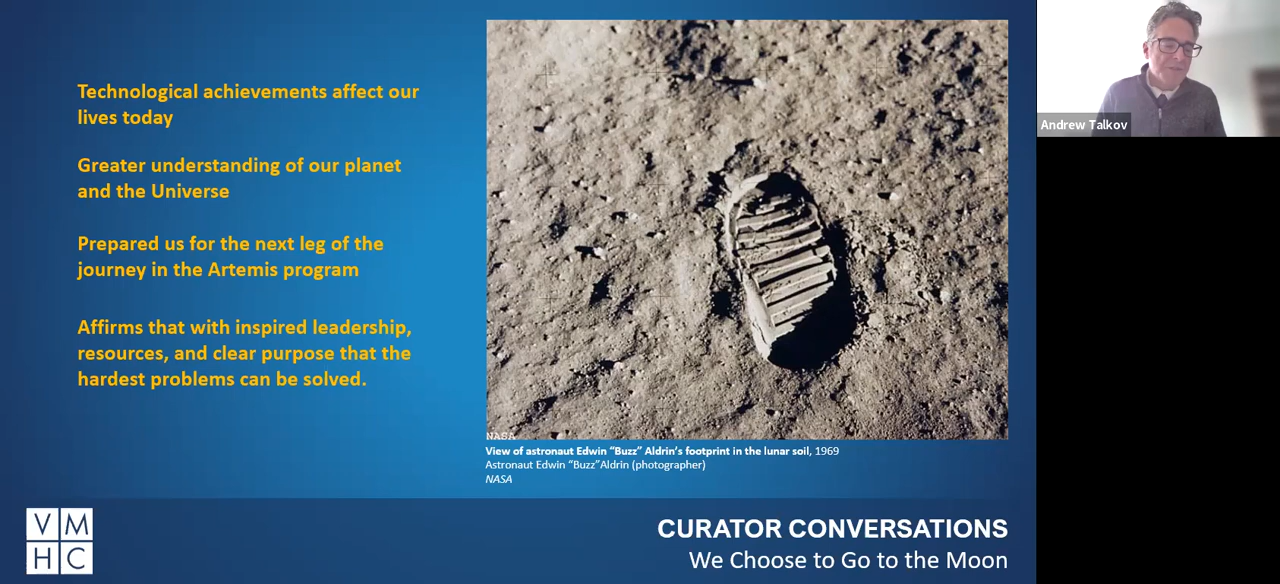 Technological achievements affect our
lives today
Greater understanding of our planet
and the Universe
Prepared us for the next leg of the
journey in the Artemis program
Affirms that with inspired leadership,
resources, and clear purpose that the
hardest problems can be solved.
NASA
View of astronaut Edwin “Buzz” Aldrin’s footprint in the lunar soil, 1969
Astronaut Edwin “Buzz”Aldrin (photographer)
NASA
VM
HC
CURATOR CONVERSATIONS
We Choose to Go to the Moon
Andrew Talkov